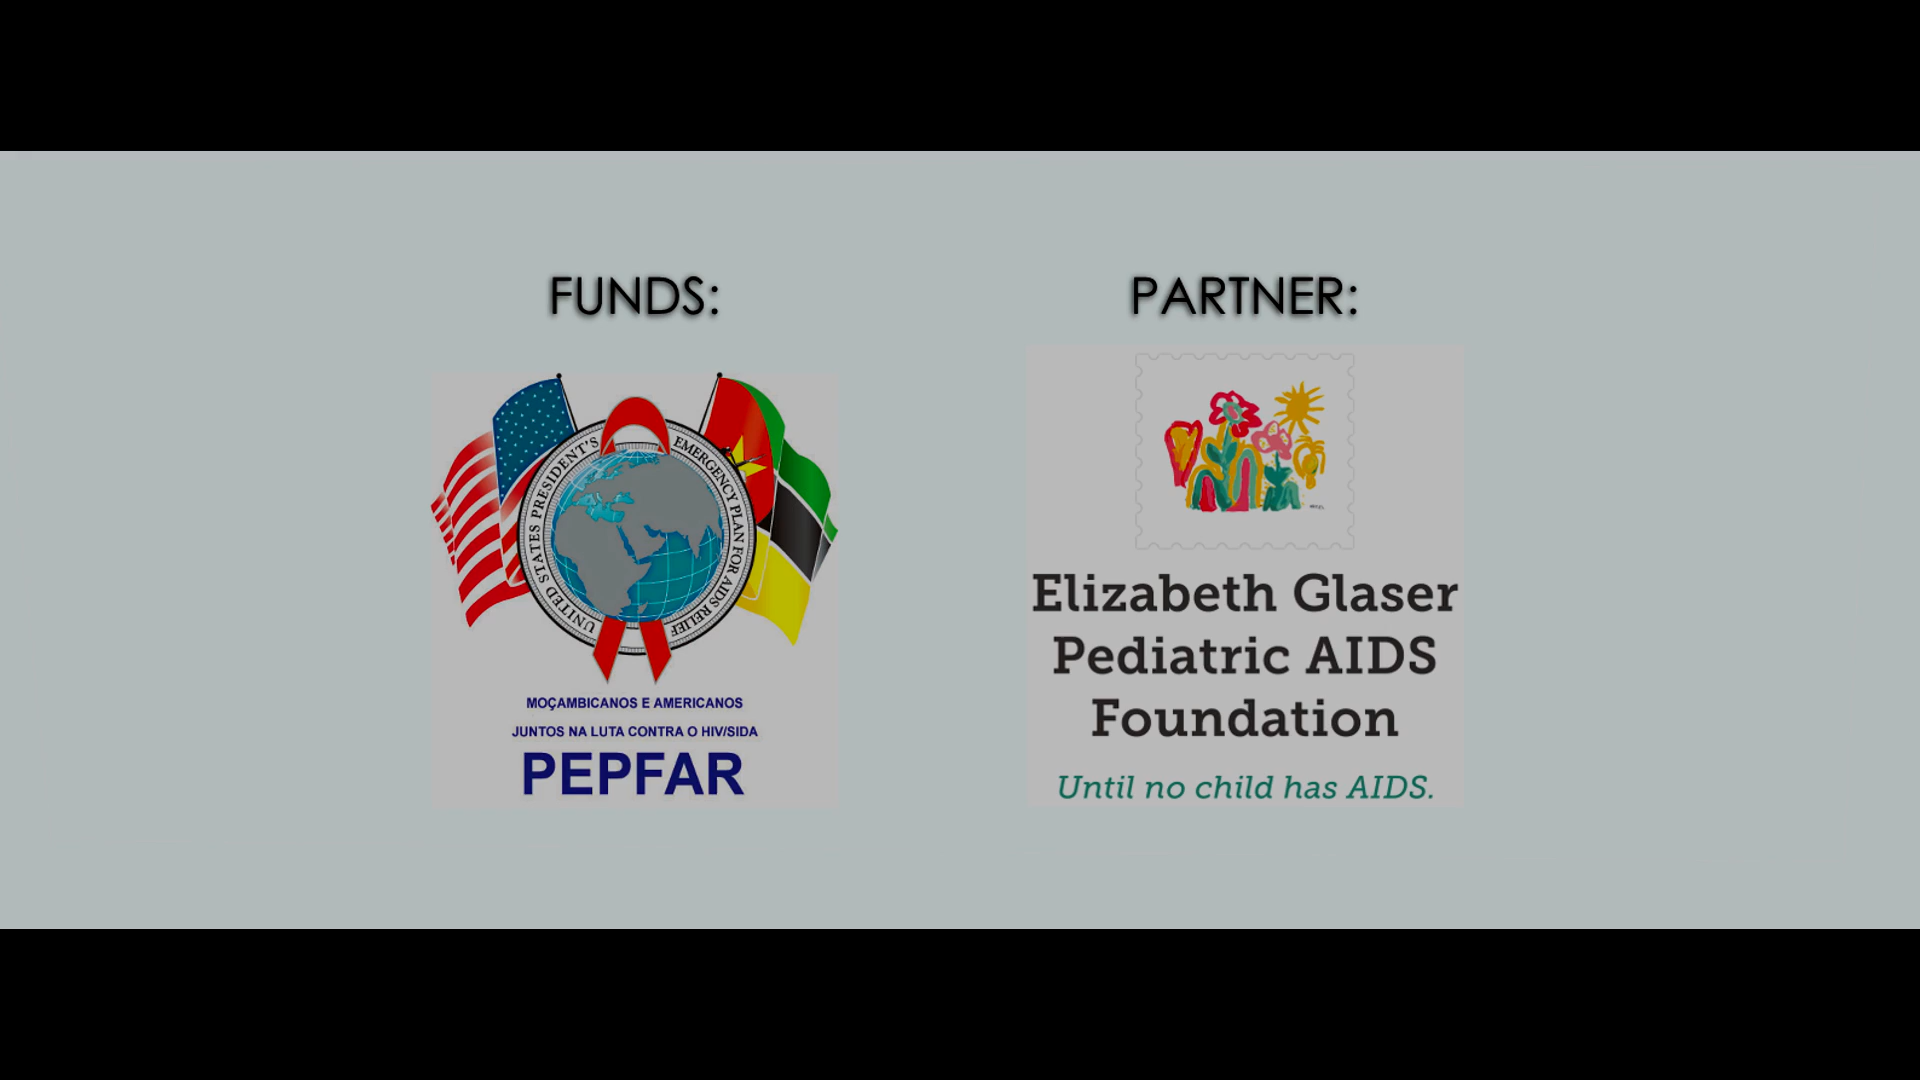 FUNDS:
UNITED STATES PRESIDENT'S EMERGENCY PLAN FOR AIDS RELIEF
MOÇAMBICANOS E AMERICANOS
JUNTOS NA LUTA CONTRA O HIV/SIDA
PEPFAR
PARTNER:
Elizabeth Glaser
Pediatric AIDS
Foundation
Until no child has AIDS.